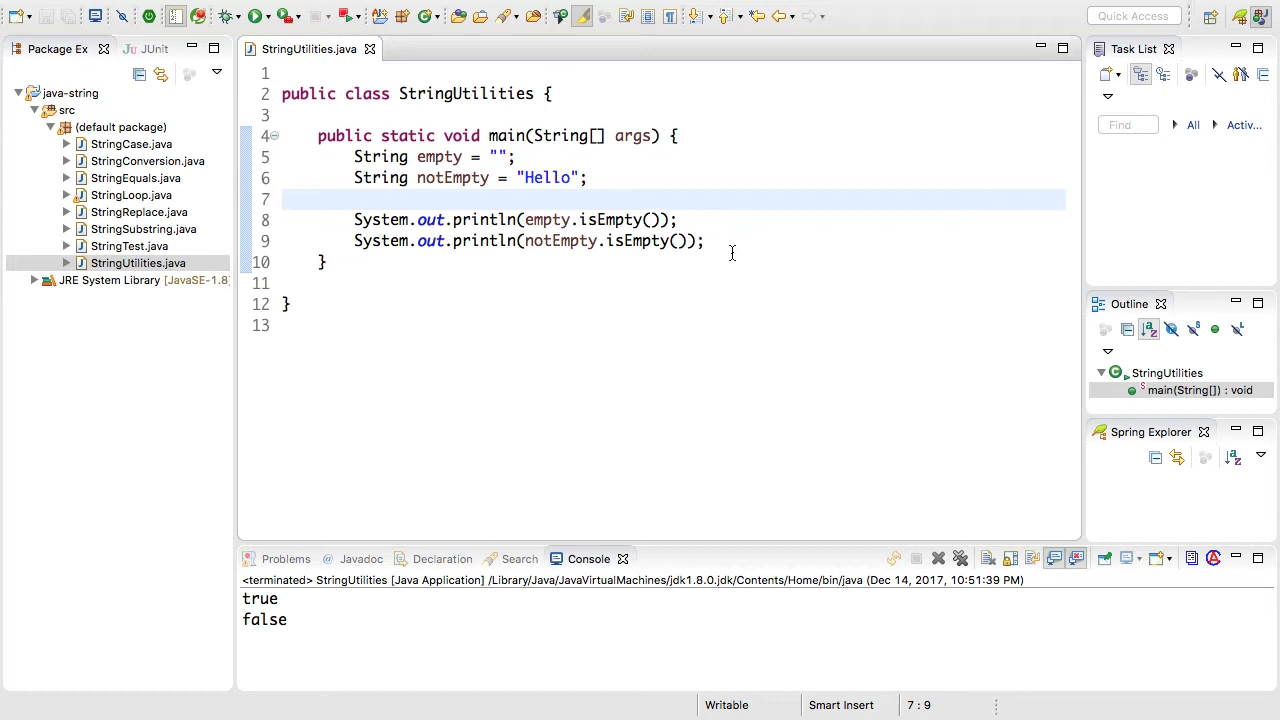 Quick Access
Package Ex
JUnit
java-string
src
(default package)
StringCase.java
StringConversion.java
StringEquals.java
StringLoop.java
StringReplace.java
StringSubstring.java
StringTest.java
StringUtilities.java
JRE System Library [JavaSE-1.8]
StringUtilities.java
1
2 public class StringUtilities {
3
4 public static void main(String[] args) {
5 String empty = "";
6 String notEmpty = "Hello";
7
8 System.out.println(empty.isEmpty());
9 System.out.println(notEmpty.isEmpty());
10 }
11
12 }
13
Task List
Find
All
Activ...
Outline
StringUtilities
main(String[]) : void
Spring Explorer
Problems
@ Javadoc
Declaration
Search
Console
<terminated> StringUtilities [Java Application] /Library/Java/JavaVirtualMachines/jdk1.8.0.jdk/Contents/Home/bin/java (Dec 14, 2017, 10:51:39 PM)
true
false
Writable
Smart Insert
7 : 9